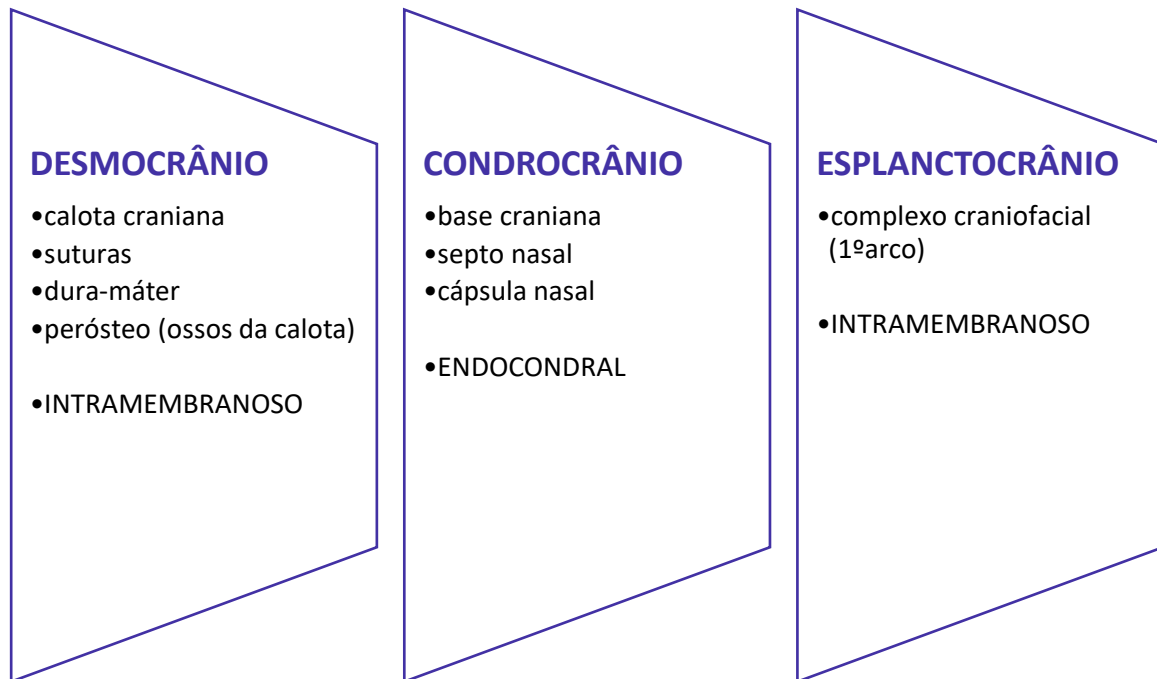 DESMOCRÂNIO
•calota craniana
•suturas
•dura-máter
•perósteo (ossos da calota)
•INTRAMEMBRANOSO
CONDROCRÂNIO
•base craniana
•septo nasal
•cápsula nasal
•ENDOCONDRAL
ESPLANCTOCRÂNIO
•complexo craniofacial
(1ºarco)
•INTRAMEMBRANOSO